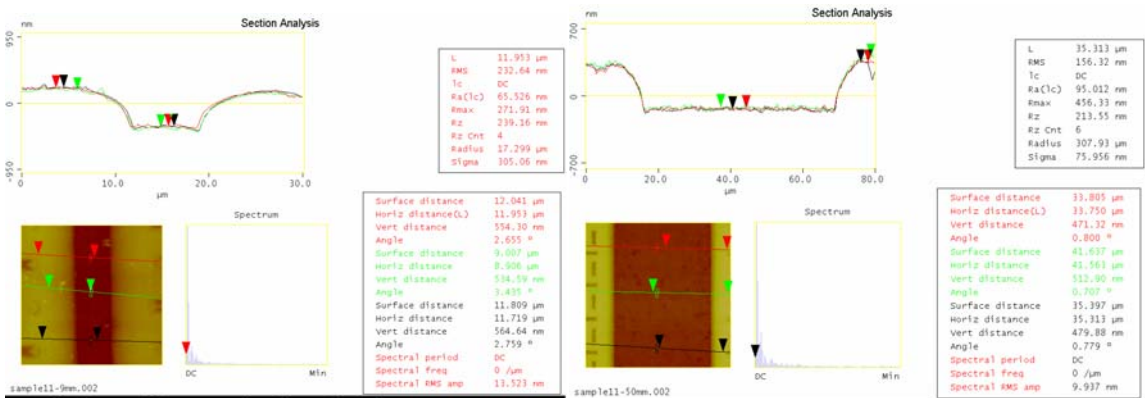 nm
Section Analysis
950
0
-950
0
10.0
20.0
30.0
µm
L 11.953 µm
RMS 232.64 nm
lc DC
Ra(lc) 65.526 nm
Rmax 271.91 nm
Rz 239.16 nm
Rz Cnt 4
Radius 17.299 µm
Sigma 305.06 nm
Spectrum
DC
Min
sample11-9mm.002
Surface distance 12.041 µm
Horiz distance(L) 11.953 µm
Vert distance 554.30 nm
Angle 2.655 °
Surface distance 9.007 µm
Horiz distance 8.906 µm
Vert distance 534.59 nm
Angle 3.435 °
Surface distance 11.809 µm
Horiz distance 11.719 µm
Vert distance 564.64 nm
Angle 2.759 °
Spectral period DC
Spectral freq 0 /µm
Spectral RMS amp 13.523 nm
nm
Section Analysis
700
0
-700
0
20.0
40.0
60.0
80.0
µm
L 35.313 µm
RMS 156.32 nm
lc DC
Ra(lc) 95.012 nm
Rmax 456.33 nm
Rz 213.55 nm
Rz Cnt 6
Radius 307.93 µm
Sigma 75.956 nm
Spectrum
DC
Min
sample11-50mm.002
Surface distance 33.805 µm
Horiz distance(L) 33.750 µm
Vert distance 471.32 nm
Angle 0.800 °
Surface distance 41.637 µm
Horiz distance 41.561 µm
Vert distance 512.90 nm
Angle 0.707 °
Surface distance 35.397 µm
Horiz distance 35.313 µm
Vert distance 479.88 nm
Angle 0.779 °
Spectral period DC
Spectral freq 0 /µm
Spectral RMS amp 9.937 nm